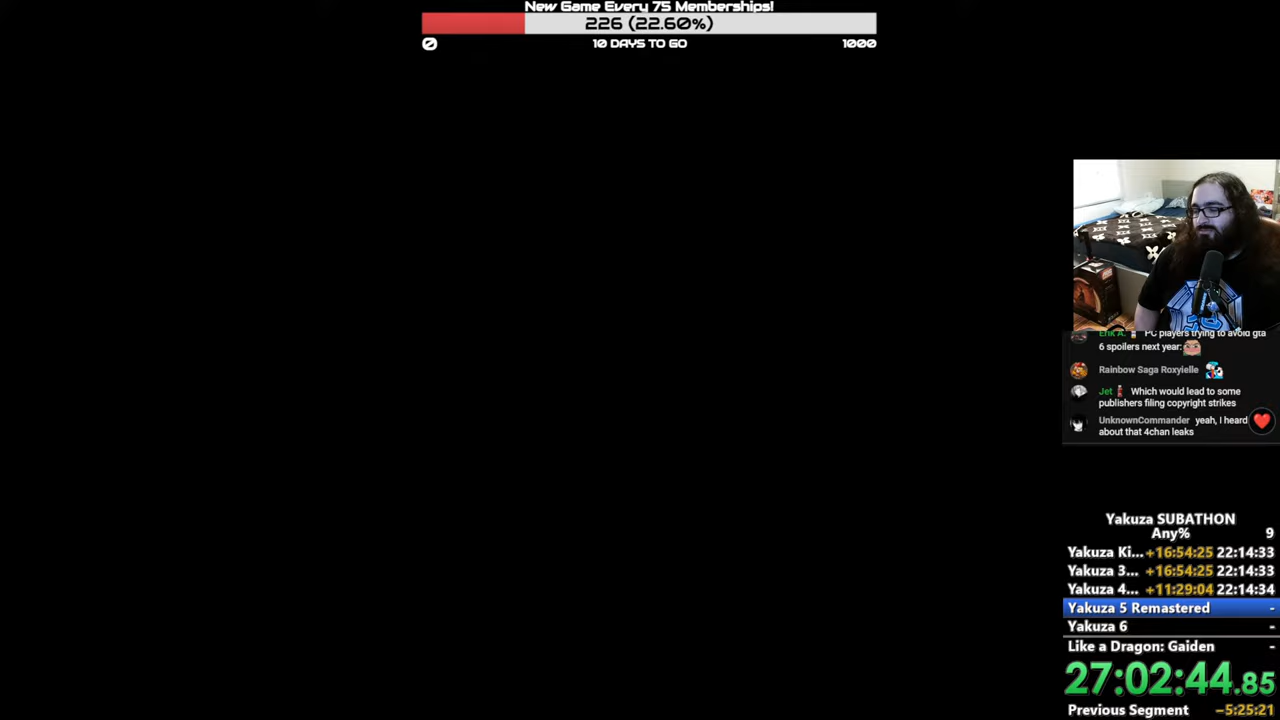 New Game Every 75 Memberships!
226 (22.60%)
0
10 DAYS TO GO
1000
Erik A. PC players trying to avoid gta
6 spoilers next year:
Rainbow Saga Roxyielle
Jet Which would lead to some
publishers filing copyright strikes
UnknownCommander yeah, I heard
about that 4chan leaks
Yakuza SUBATHON
Any% 9
Yakuza Ki... +16:54:25 22:14:33
Yakuza 3... +16:54:25 22:14:33
Yakuza 4... +11:29:04 22:14:34
Yakuza 5 Remastered -
Yakuza 6 -
Like a Dragon: Gaiden -
27:02:44.85
Previous Segment −5:25:21